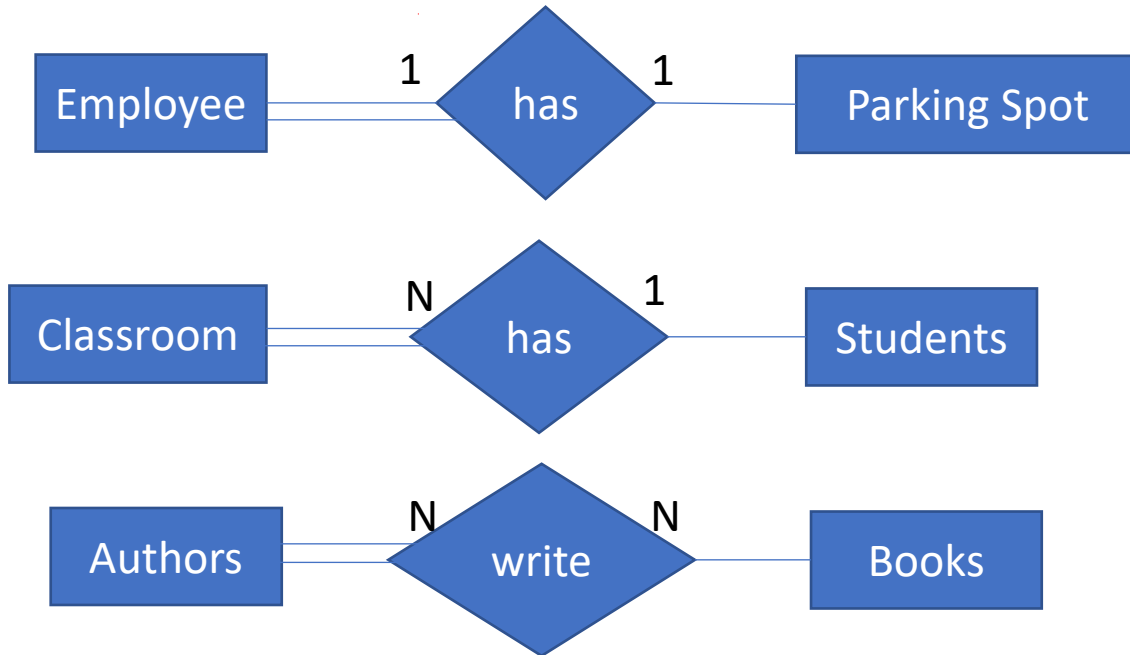 1 1
Employee has Parking Spot
N 1
Classroom has Students
N N
Authors write Books